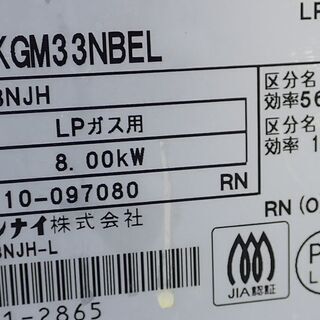 LP
KGM33NBEL
3NJH
LPガス用
8.00kW
10-097080
RN
区分名
効率56
区分名
効率 1
RN (O
ンナイ株式会社
3NJH-L
JIA認証
P
L
1-2865